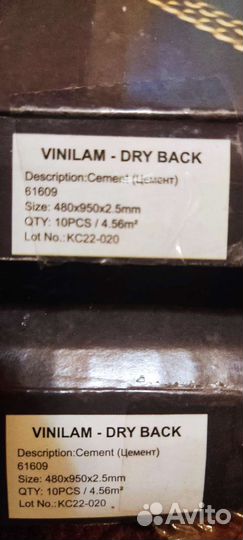 VINILAM - DRY BACK
Description:Cement (Цемент)
61609
Size: 480x950x2.5mm
QTY: 10PCS / 4.56m²
Lot No.:KC22-020
VINILAM - DRY BACK
Description:Cement (Цемент)
61609
Size: 480x950x2.5mm
QTY: 10PCS / 4.56m²
Lot No.:KC22-020
Avito